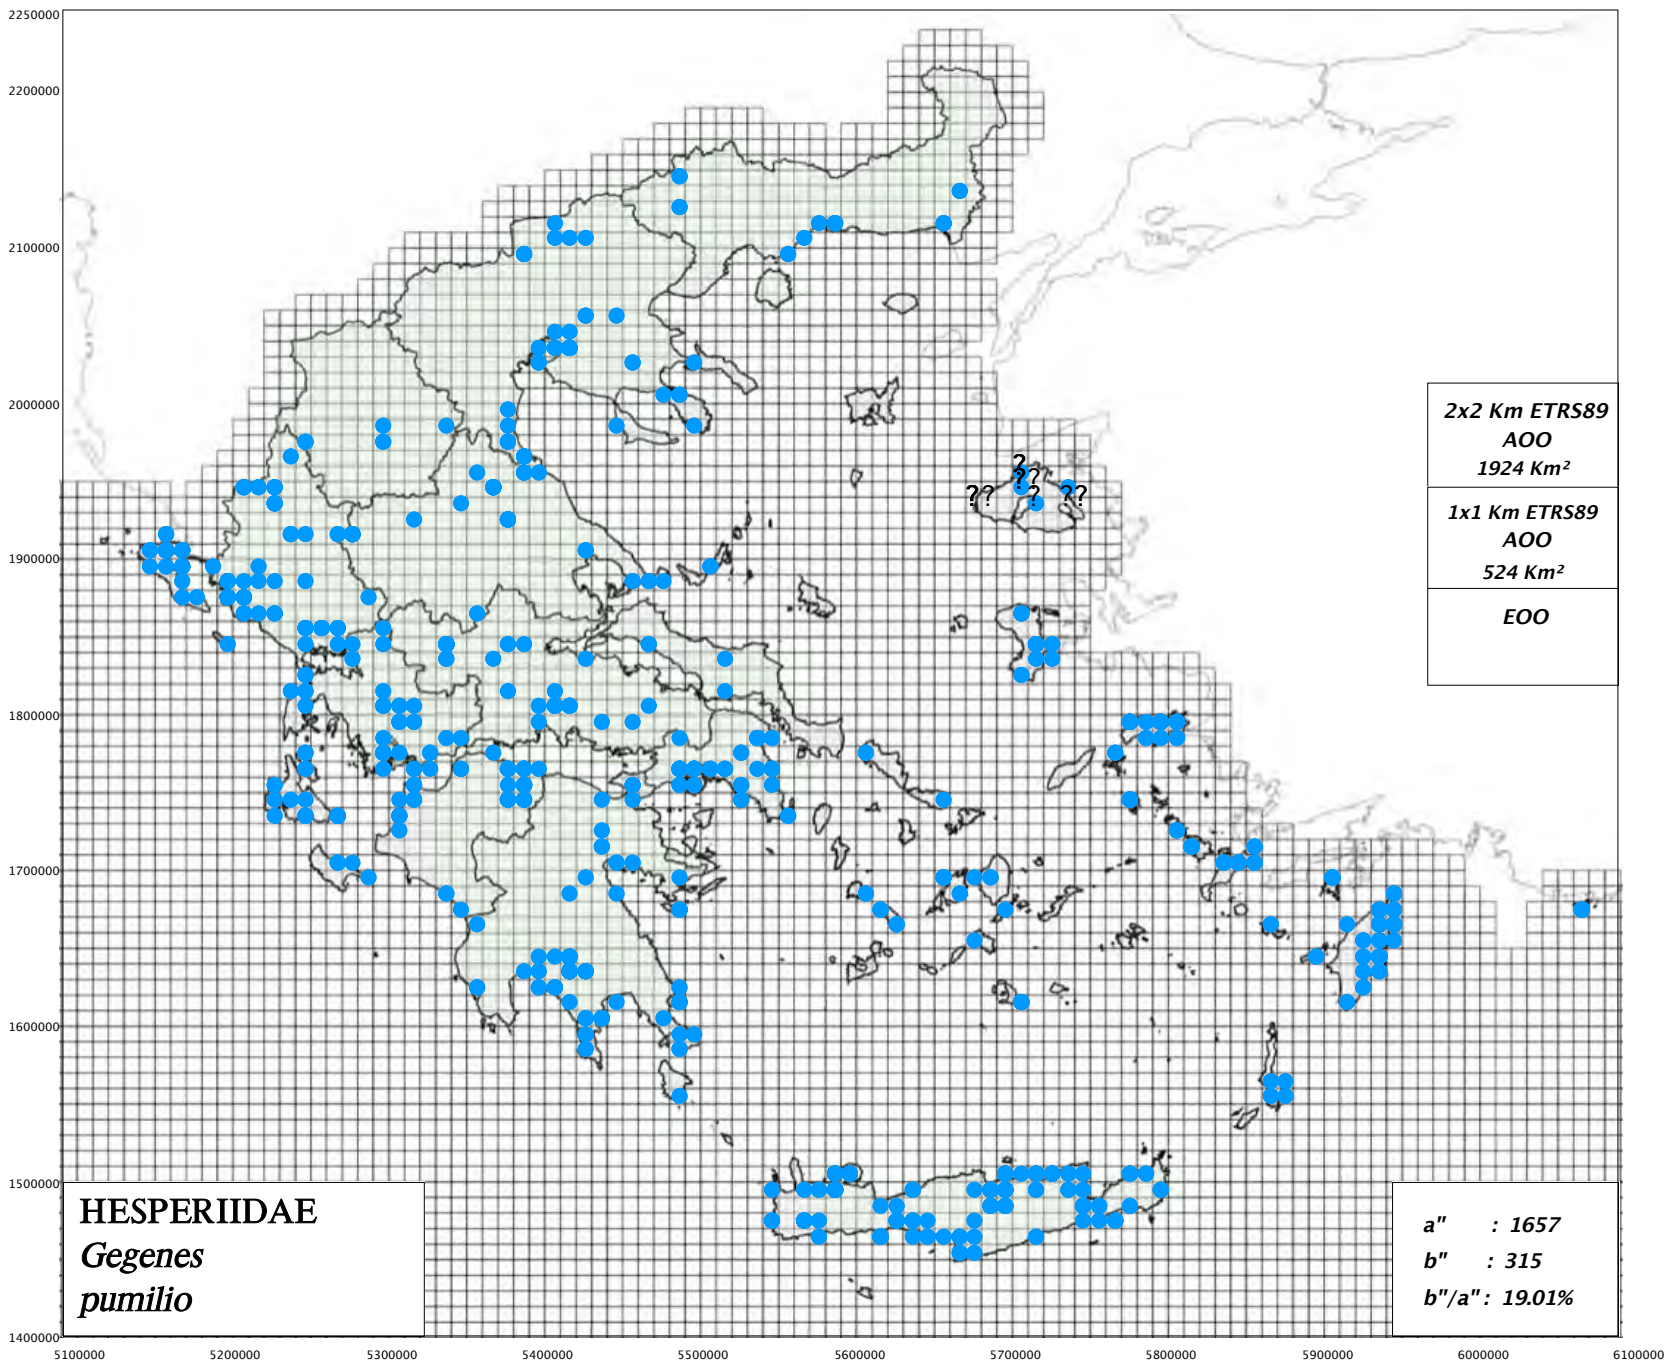 2250000
2200000
2100000
2000000
1900000
1800000
1700000
1600000
1500000
1400000
2x2 Km ETRS89
AOO
1924 Km²
1x1 Km ETRS89
AOO
524 Km²
EOO
?
? ?
? ? ? ? ?
HESPERIIDAE
Gegenes
pumilio
a" : 1657
b" : 315
b"/a" : 19.01%
5100000 5200000 5300000 5400000 5500000 5600000 5700000 5800000 5900000 6000000 6100000